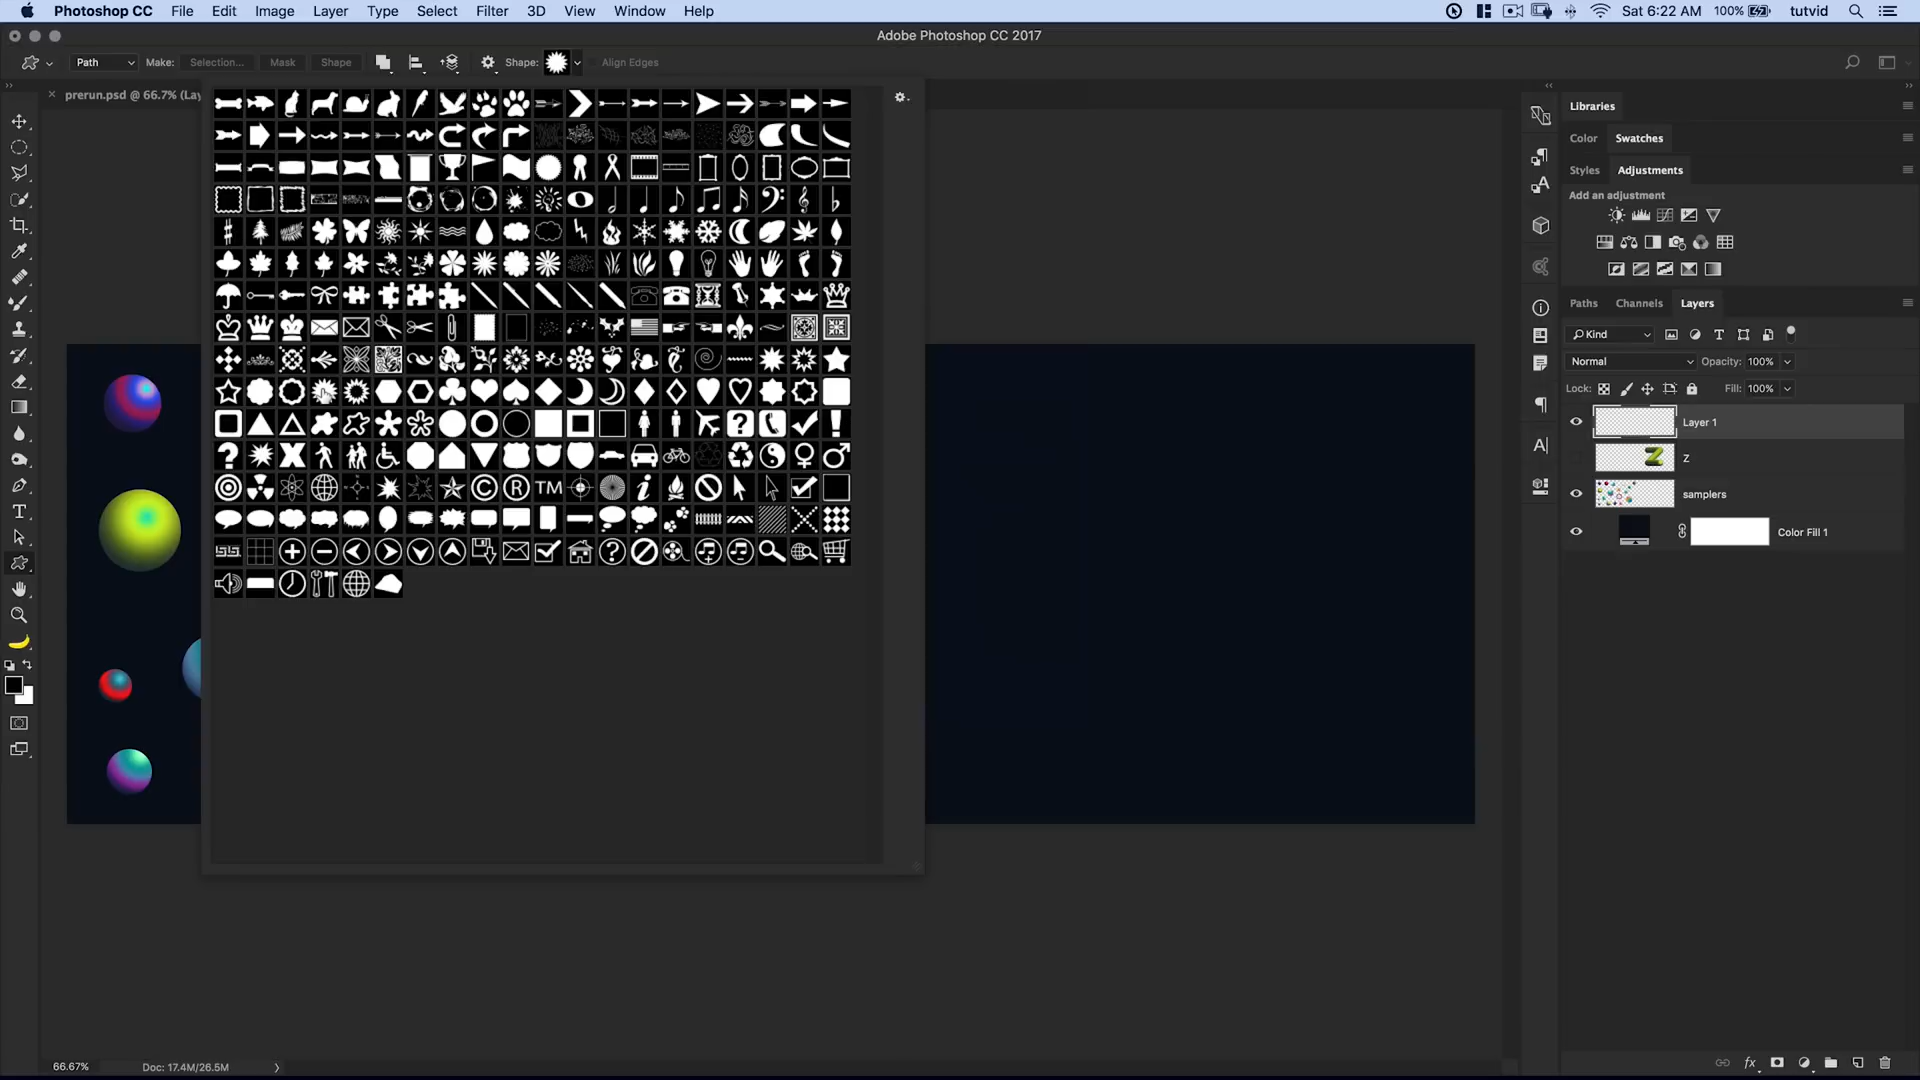 Photoshop CC File Edit Image Layer Type Select Filter 3D View Window Help Sat 6:22 AM 100% tutvid
Adobe Photoshop CC 2017
Path Make: Selection... Mask Shape Shape: Align Edges
prerun.psd @ 66.7% (Lay
Libraries
Color Swatches
Styles Adjustments
Add an adjustment
Paths Channels Layers
Kind
Normal Opacity: 100%
Lock: Fill: 100%
Layer 1
Z
samplers
Color Fill 1
66.67% Doc: 17.4M/26.5M